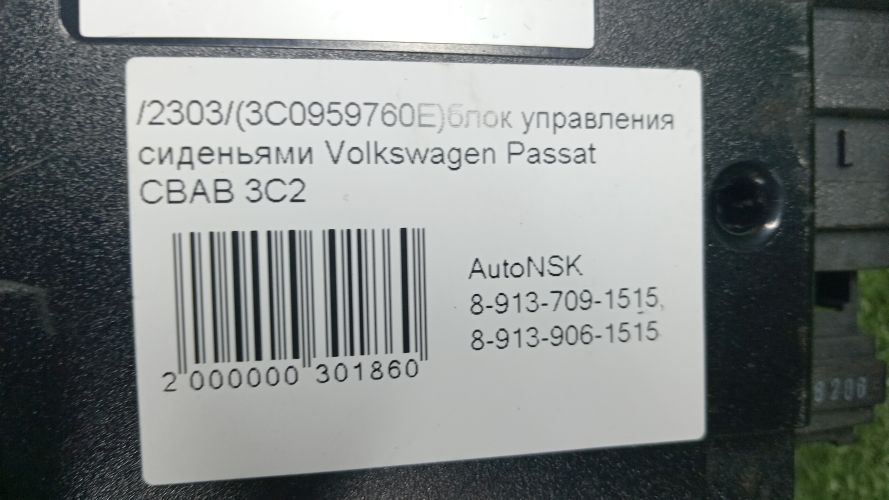 /2303/(3C0959760E)блок управления
сиденьями Volkswagen Passat
CBAB 3C2
AutoNSK
8-913-709-1515,
8-913-906-1515
2 000000 301860
L
8206